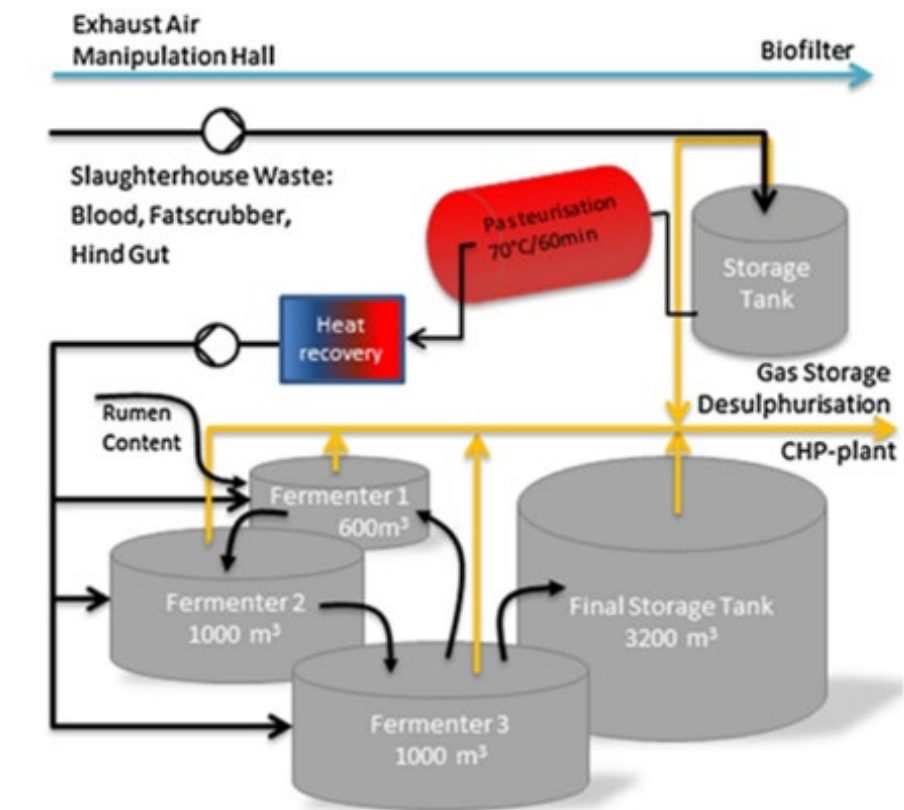 Exhaust Air
Manipulation Hall
Biofilter
Slaughterhouse Waste:
Blood, Fatscrubber,
Hind Gut
Pasteurisation
70°C/60min
Storage
Tank
Heat
recovery
Gas Storage
Desulphurisation
CHP-plant
Rumen
Content
Fermenter 1
600m³
Fermenter 2
1000 m³
Final Storage Tank
3200 m³
Fermenter 3
1000 m³